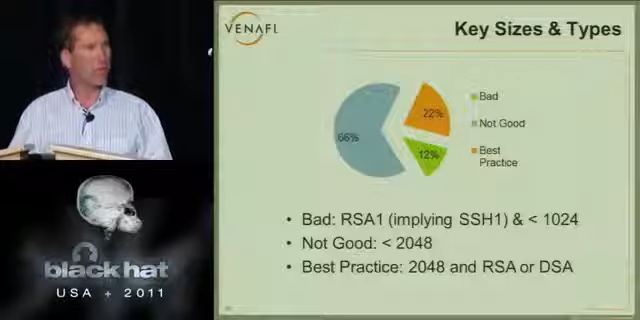 VENAFI
Key Sizes & Types
66%
22%
12%
Bad
Not Good
Best
Practice
• Bad: RSA1 (implying SSH1) & < 1024
• Not Good: < 2048
• Best Practice: 2048 and RSA or DSA
black hat
USA + 2011